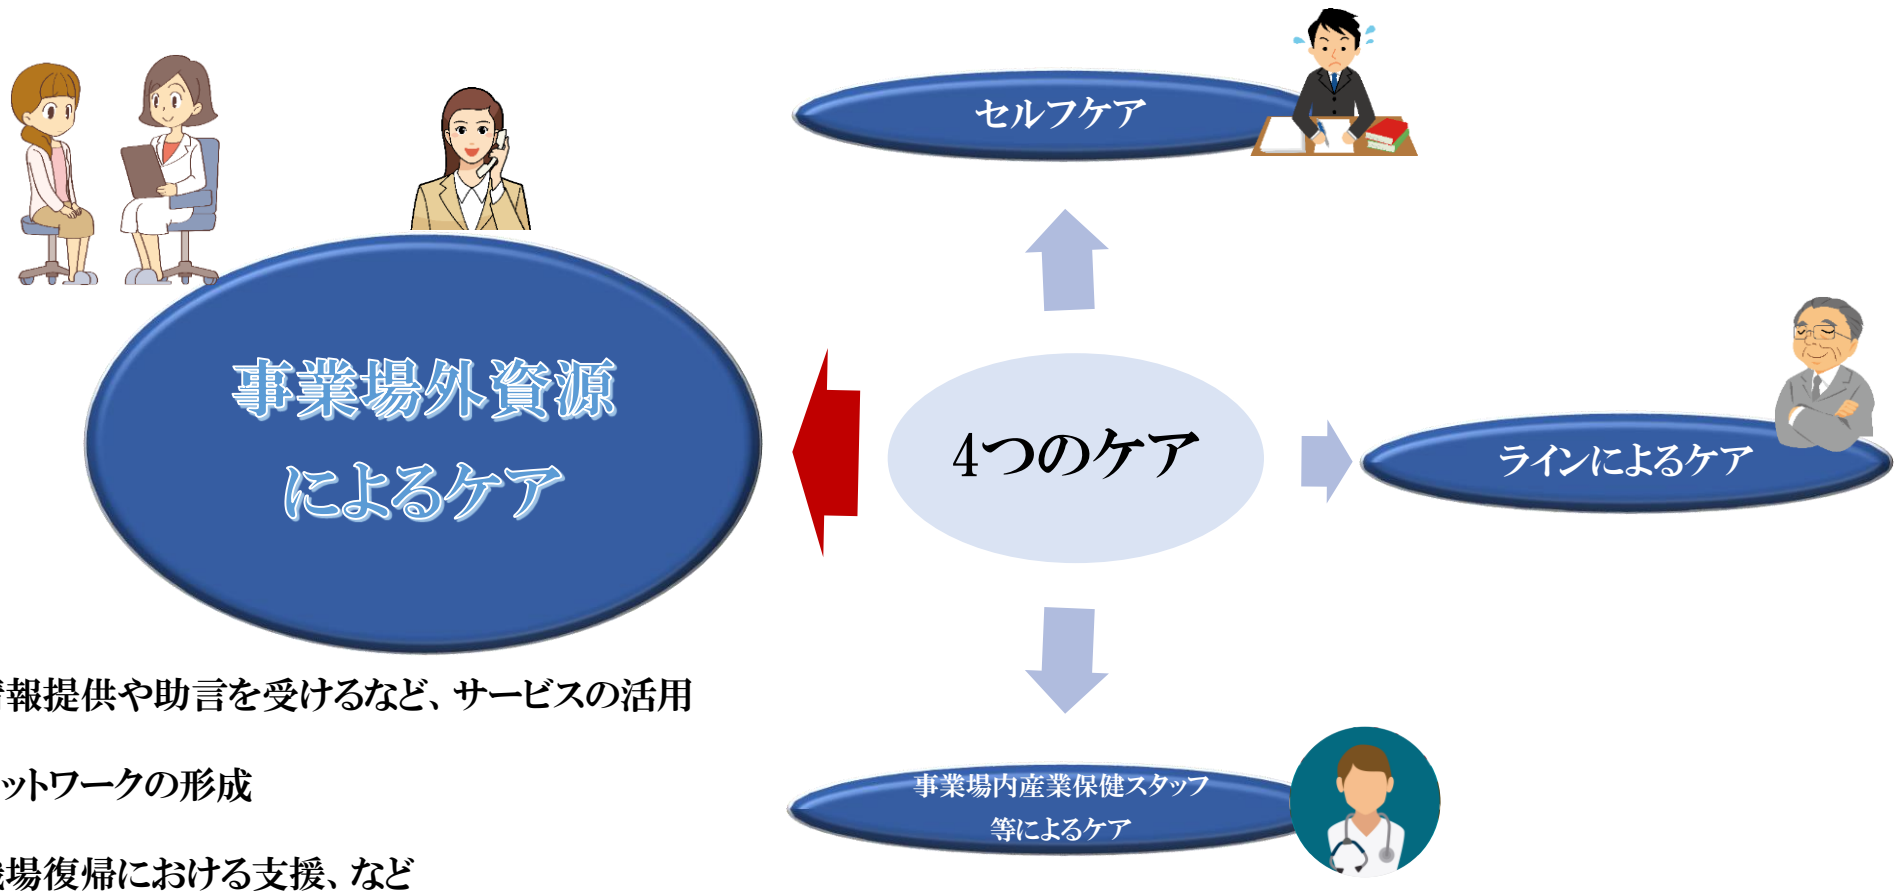 セルフケア
事業場外資源
によるケア
4つのケア
ラインによるケア
報提供や助言を受けるなど、サービスの活用
ットワークの形成
場復帰における支援、など
事業場内産業保健スタッフ
等によるケア